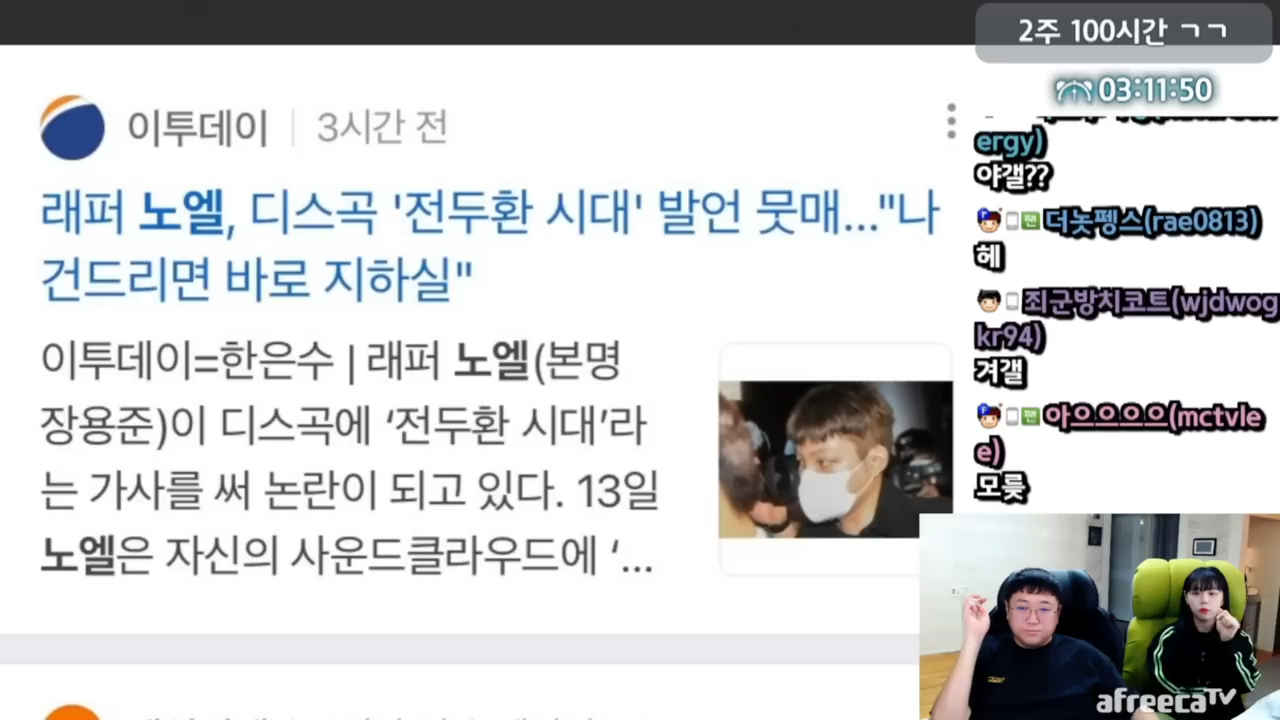 2주 100시간 ㄱㄱ
03:11:50
이투데이 | 3시간 전
래퍼 노엘, 디스곡 '전두환 시대' 발언 뭇매..."나
건드리면 바로 지하실"
이투데이=한은수 | 래퍼 노엘(본명
장용준)이 디스곡에 ‘전두환 시대’라
는 가사를 써 논란이 되고 있다. 13일
노엘은 자신의 사운드클라우드에 ‘...
ergy)
야갤??
더놋펭스(rae0813)
헤
죄군방치코트(wjdwog
kr94)
겨갤
아으으으으(mctvle
e)
모릊
afreecaTV